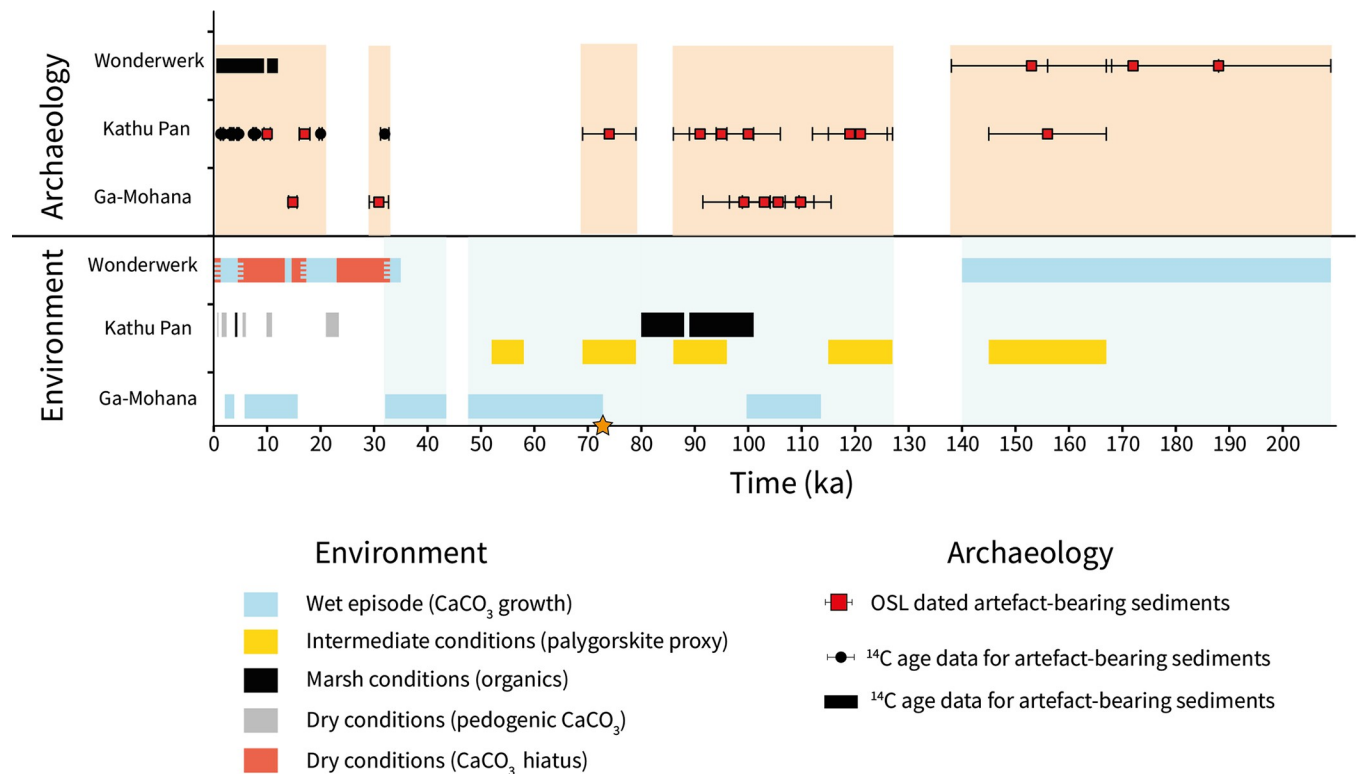 Archaeology
Wonderwerk
Kathu Pan
Ga-Mohana
Environment
Wonderwerk
Kathu Pan
Ga-Mohana
0 10 20 30 40 50 60 70 80 90 100 110 120 130 140 150 160 170 180 190 200
Time (ka)
Environment
Wet episode (CaCO₃ growth)
Intermediate conditions (palygorskite proxy)
Marsh conditions (organics)
Dry conditions (pedogenic CaCO₃)
Dry conditions (CaCO₃ hiatus)
Archaeology
OSL dated artefact-bearing sediments
¹⁴C age data for artefact-bearing sediments
¹⁴C age data for artefact-bearing sediments